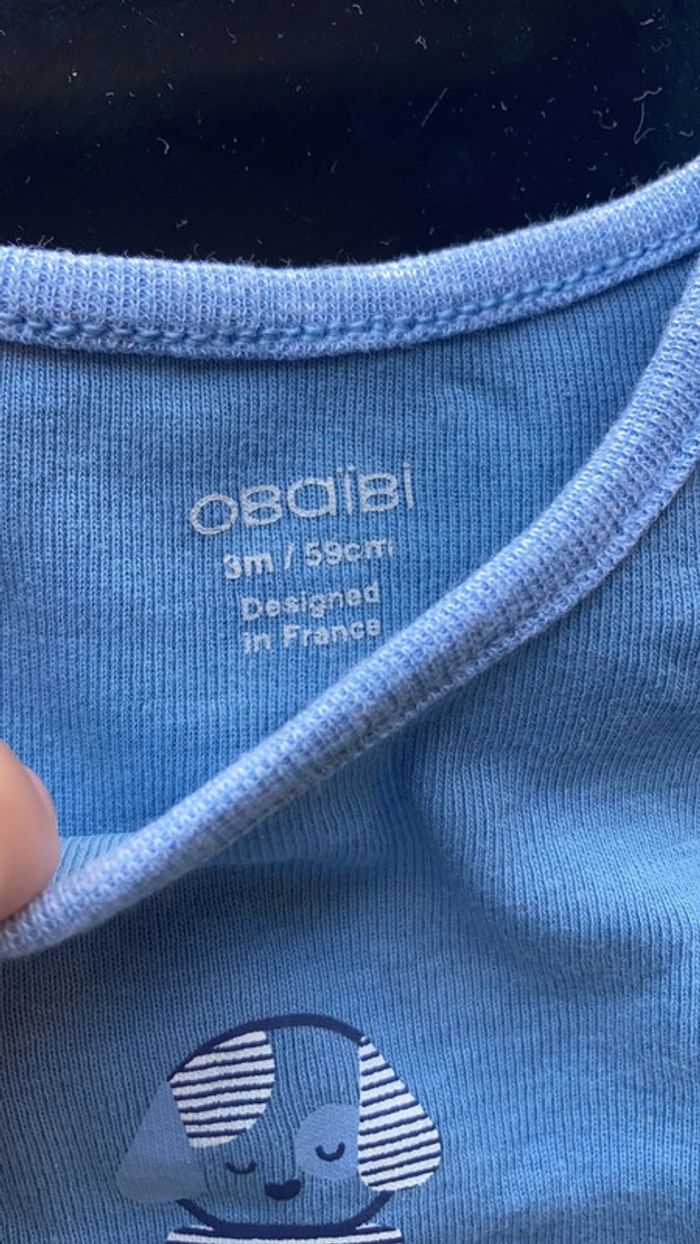 obaïbi
3m / 59cm
Designed
in France